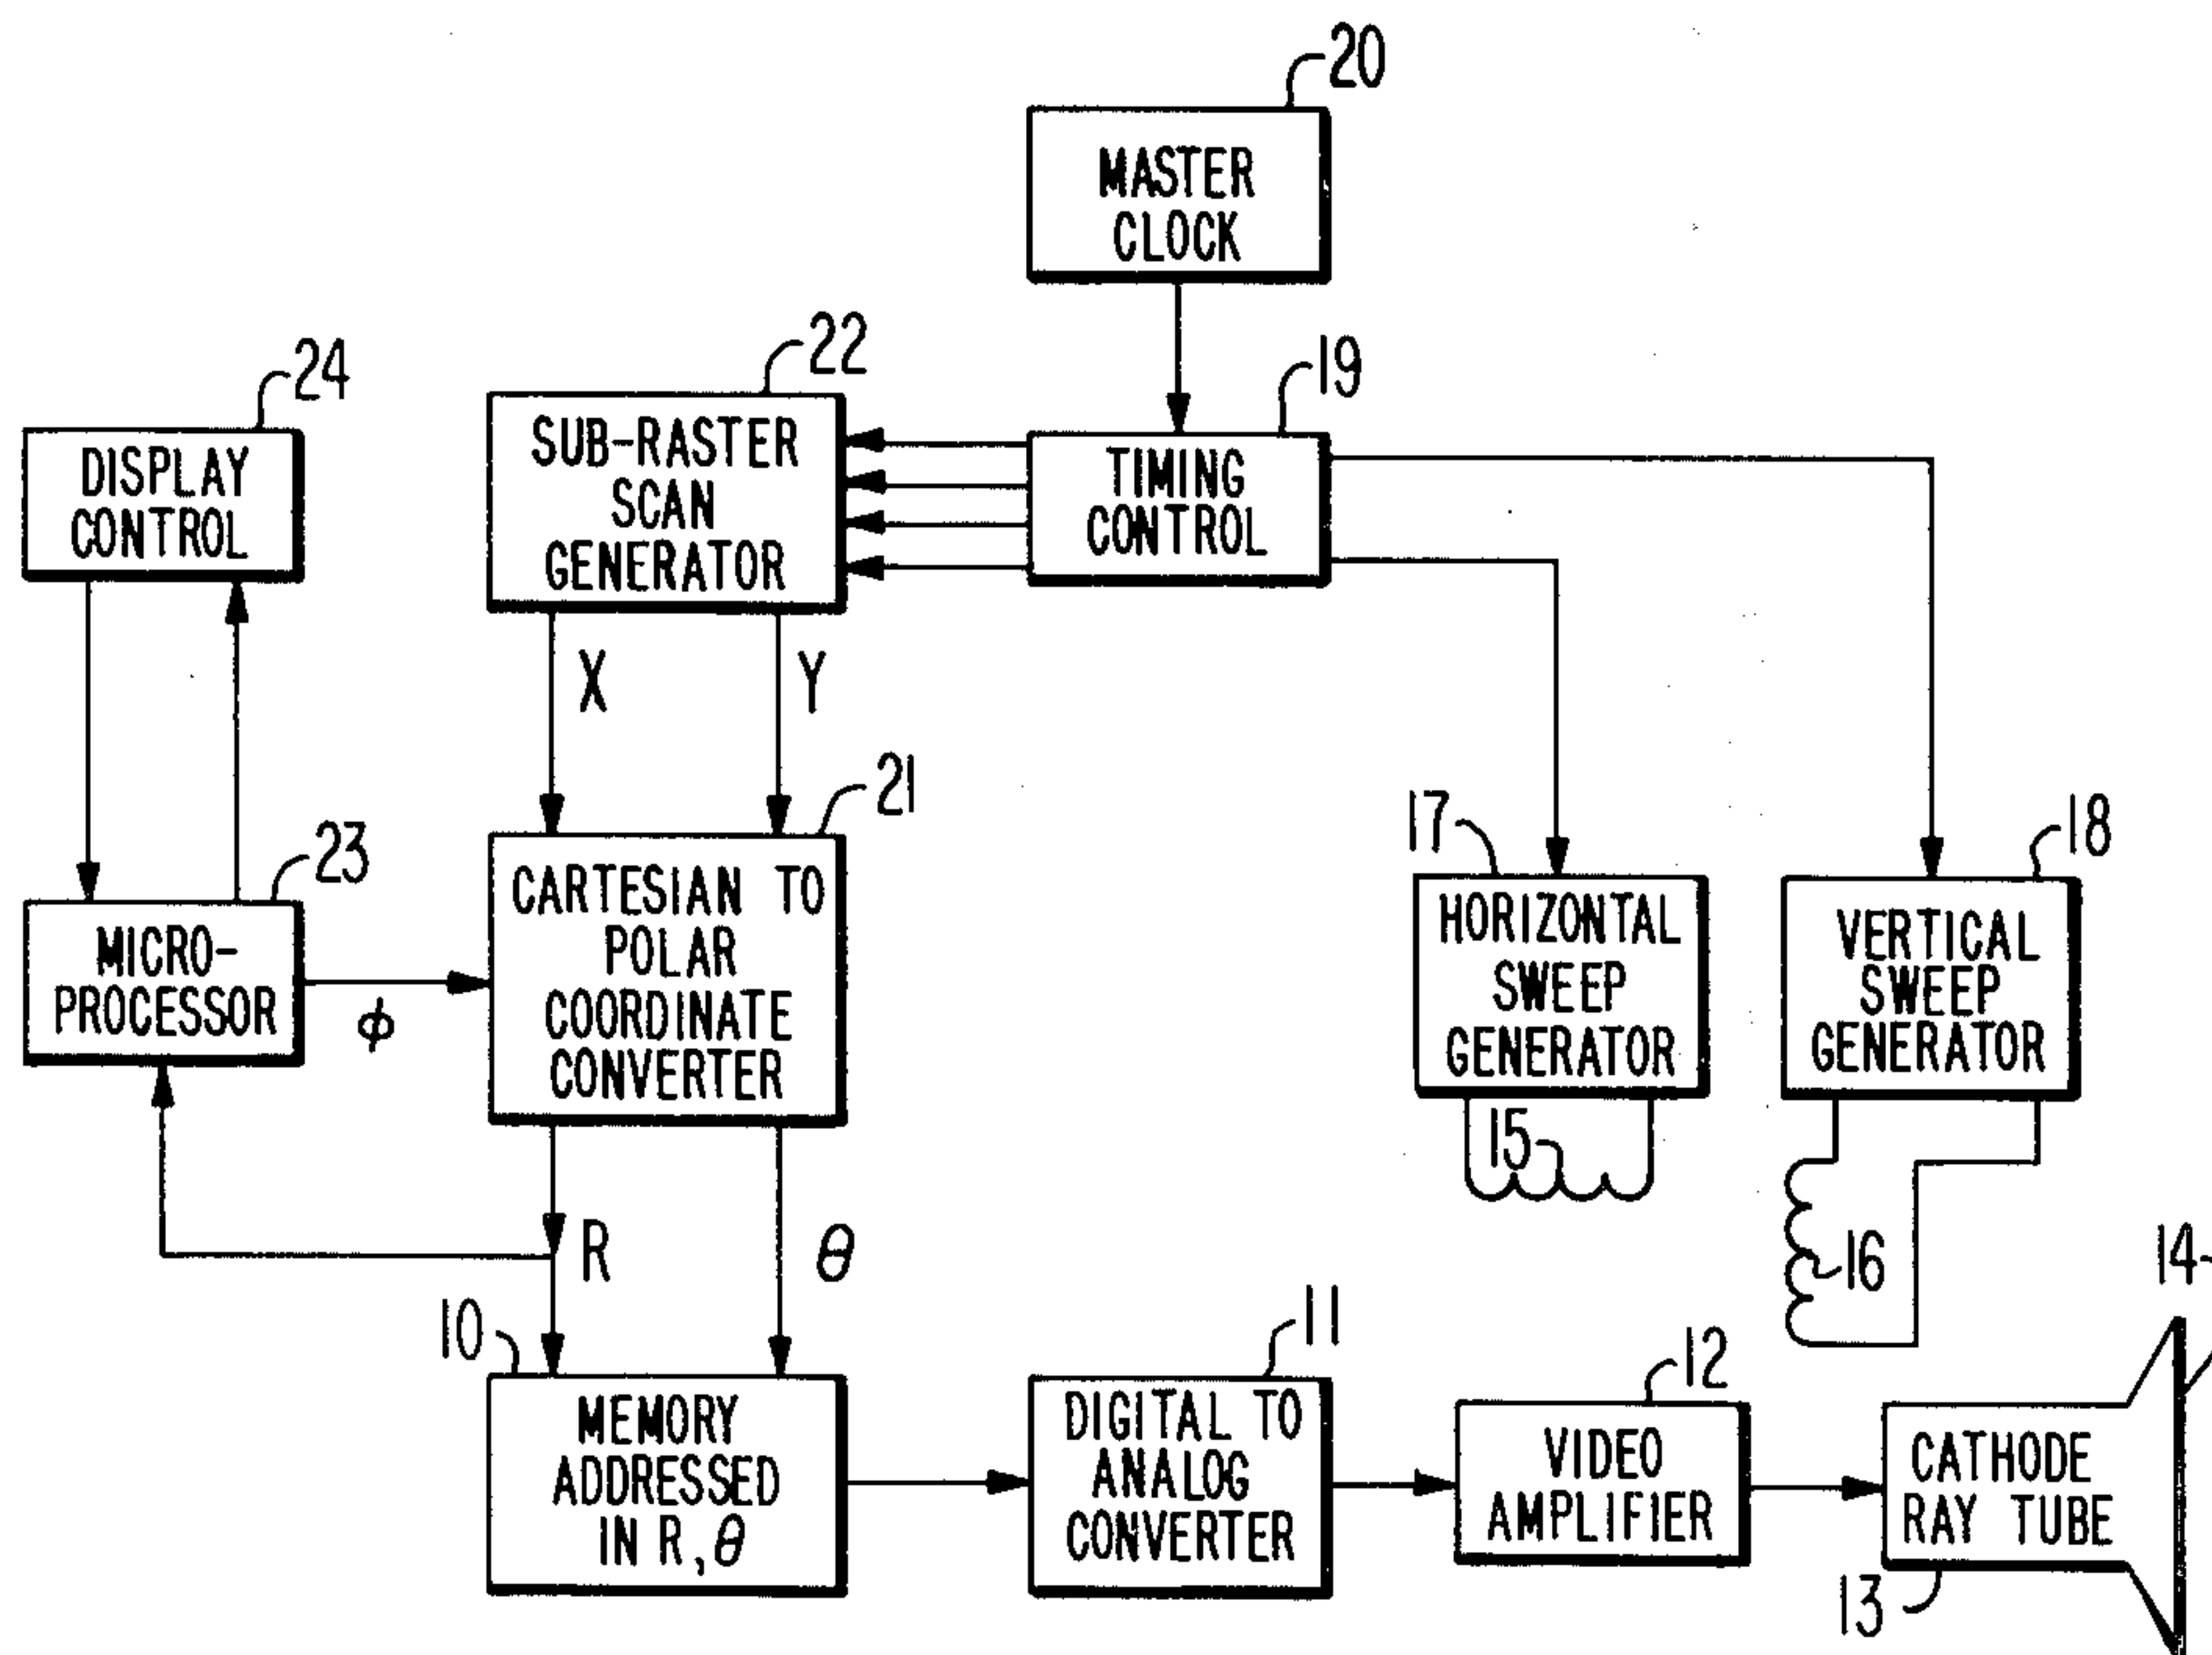 20
MASTER
CLOCK
24
DISPLAY
CONTROL
22
SUB-RASTER
SCAN
GENERATOR
19
TIMING
CONTROL
X
Y
23
MICRO-
PROCESSOR
ϕ
21
CARTESIAN TO
POLAR
COORDINATE
CONVERTER
17
HORIZONTAL
SWEEP
GENERATOR
15
18
VERTICAL
SWEEP
GENERATOR
16
R
θ
10
MEMORY
ADDRESSED
IN R,θ
11
DIGITAL TO
ANALOG
CONVERTER
12
VIDEO
AMPLIFIER
14
CATHODE
RAY TUBE
13